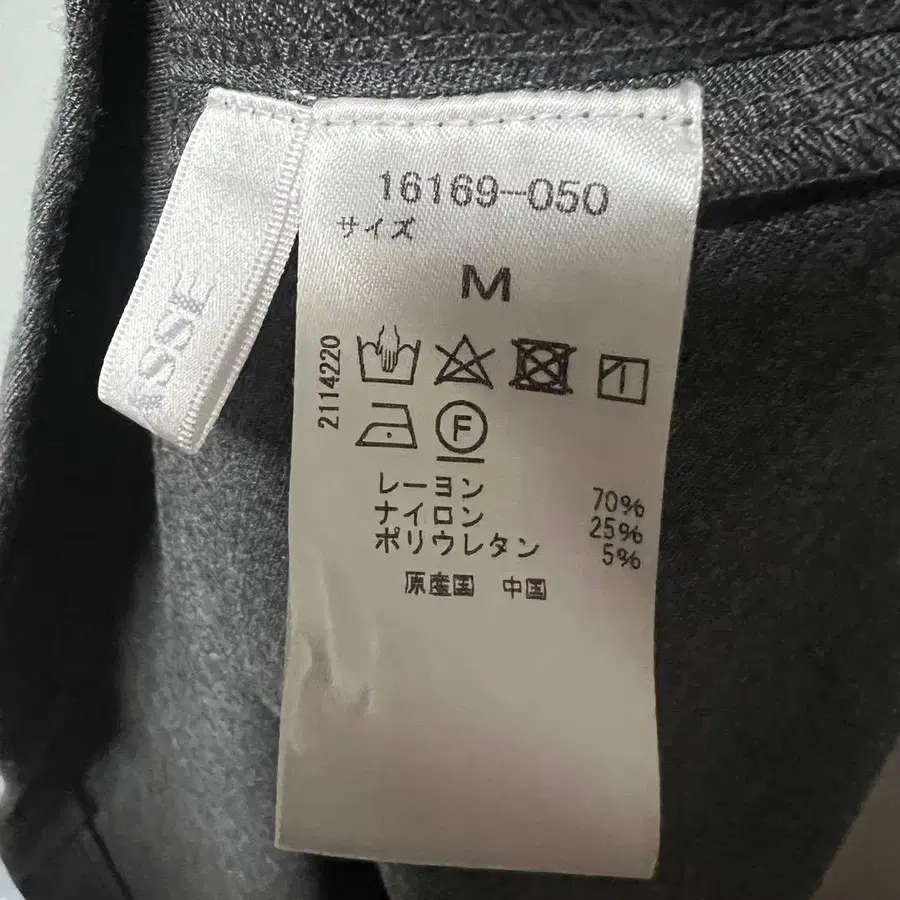 16169-050
サイズ
M
2114220
F
レーヨン 70%
ナイロン 25%
ポリウレタン 5%
原産国 中国